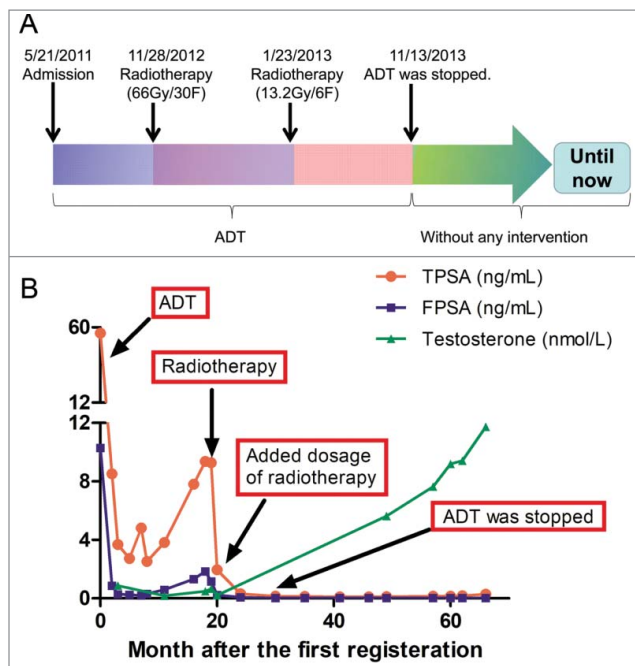 A
5/21/2011
Admission
11/28/2012
Radiotherapy
(66Gy/30F)
1/23/2013
Radiotherapy
(13.2Gy/6F)
11/13/2013
ADT was stopped.
Until
now
ADT
Without any intervention
B
TPSA (ng/mL)
FPSA (ng/mL)
Testosterone (nmol/L)
ADT
Radiotherapy
Added dosage
of radiotherapy
ADT was stopped
60
12
12
8
4
0
0 20 40 60
Month after the first registeration